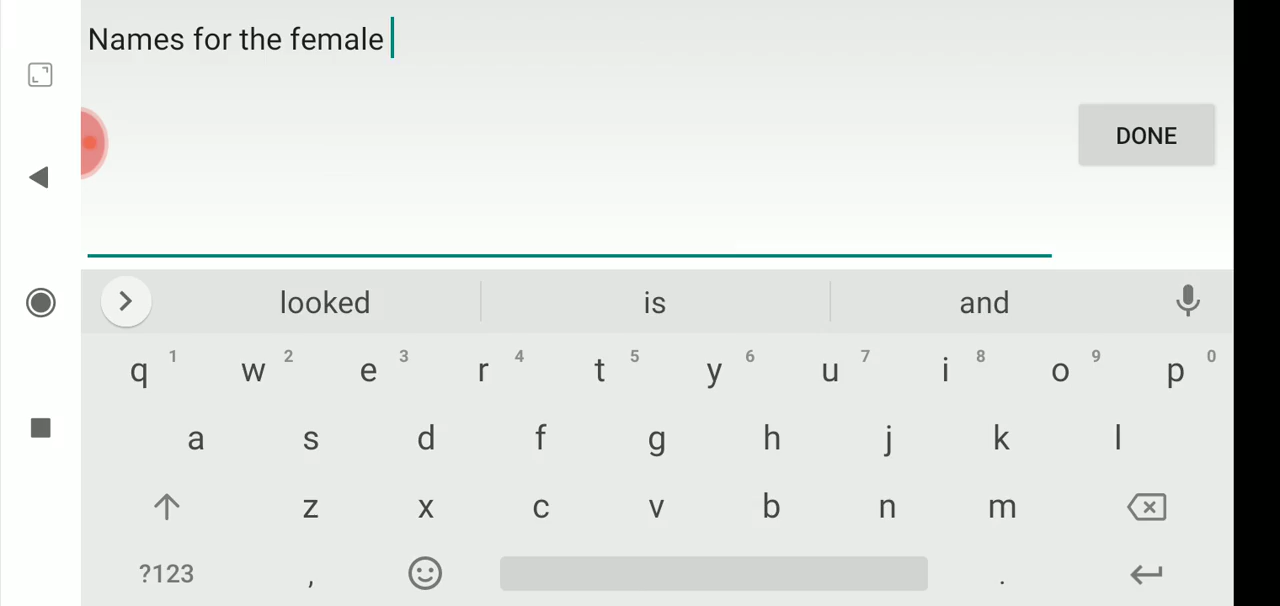 Names for the female
DONE
looked is and
q 1 w 2 e 3 r 4 t 5 y 6 u 7 i 8 o 9 p 0
a s d f g h j k l
z x c v b n m
?123 , .